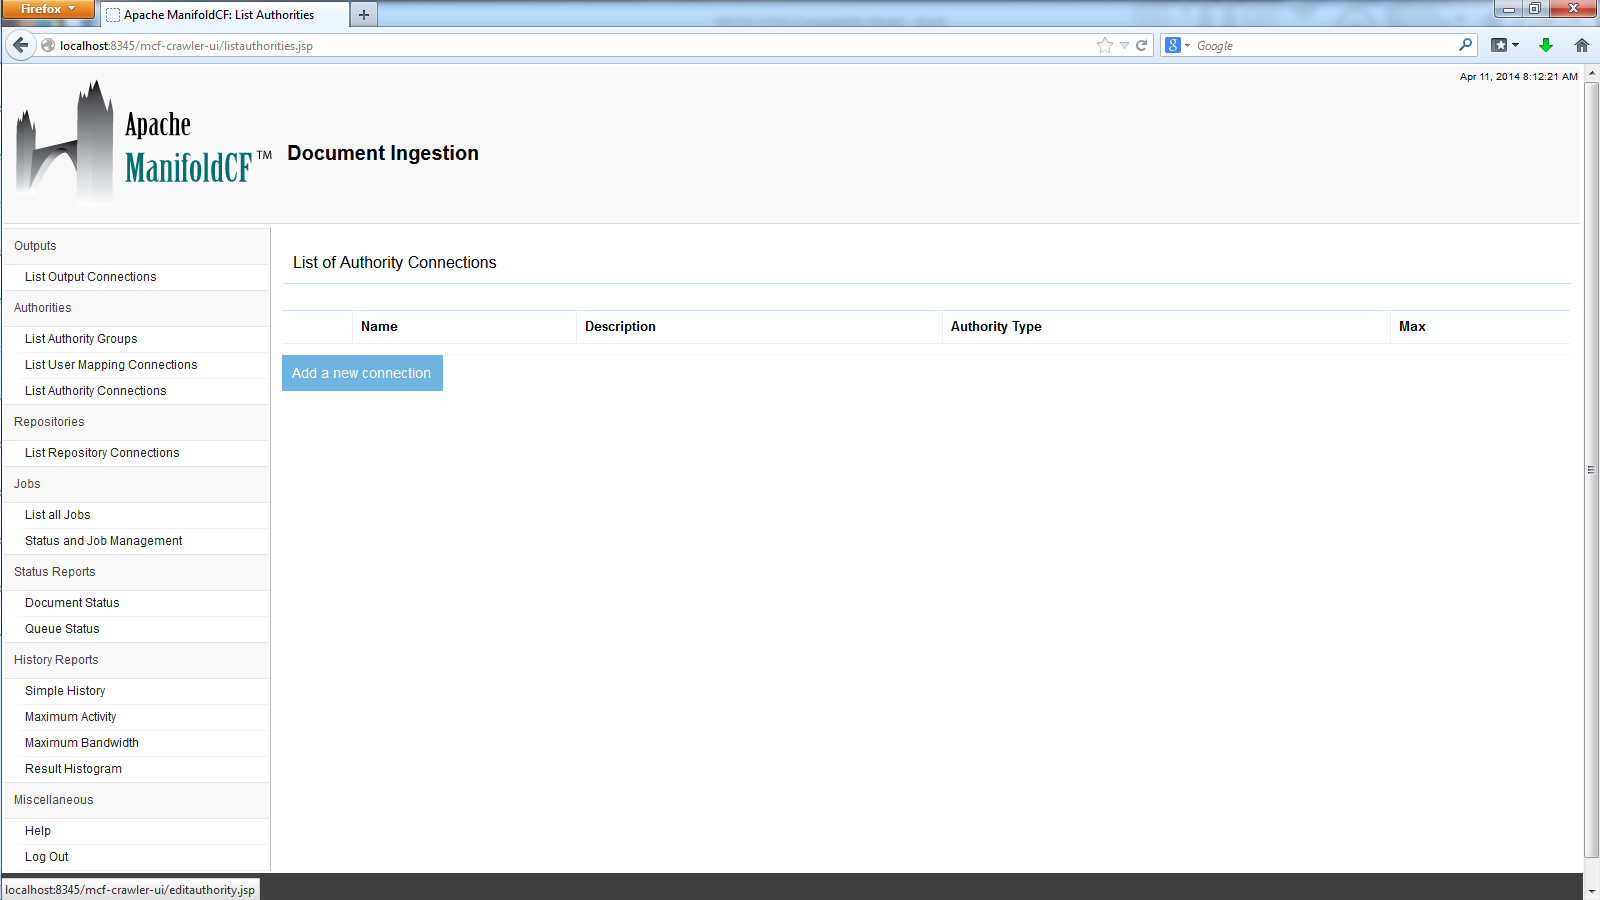 Firefox
Apache ManifoldCF: List Authorities
localhost:8345/mcf-crawler-ui/listauthorities.jsp
Google
Apr 11, 2014 8:12:21 AM
Apache
ManifoldCF™
Document Ingestion
Outputs
List Output Connections
Authorities
List Authority Groups
List User Mapping Connections
List Authority Connections
Repositories
List Repository Connections
Jobs
List all Jobs
Status and Job Management
Status Reports
Document Status
Queue Status
History Reports
Simple History
Maximum Activity
Maximum Bandwidth
Result Histogram
Miscellaneous
Help
Log Out
List of Authority Connections
Name Description Authority Type Max
Add a new connection
localhost:8345/mcf-crawler-ui/editauthority.jsp